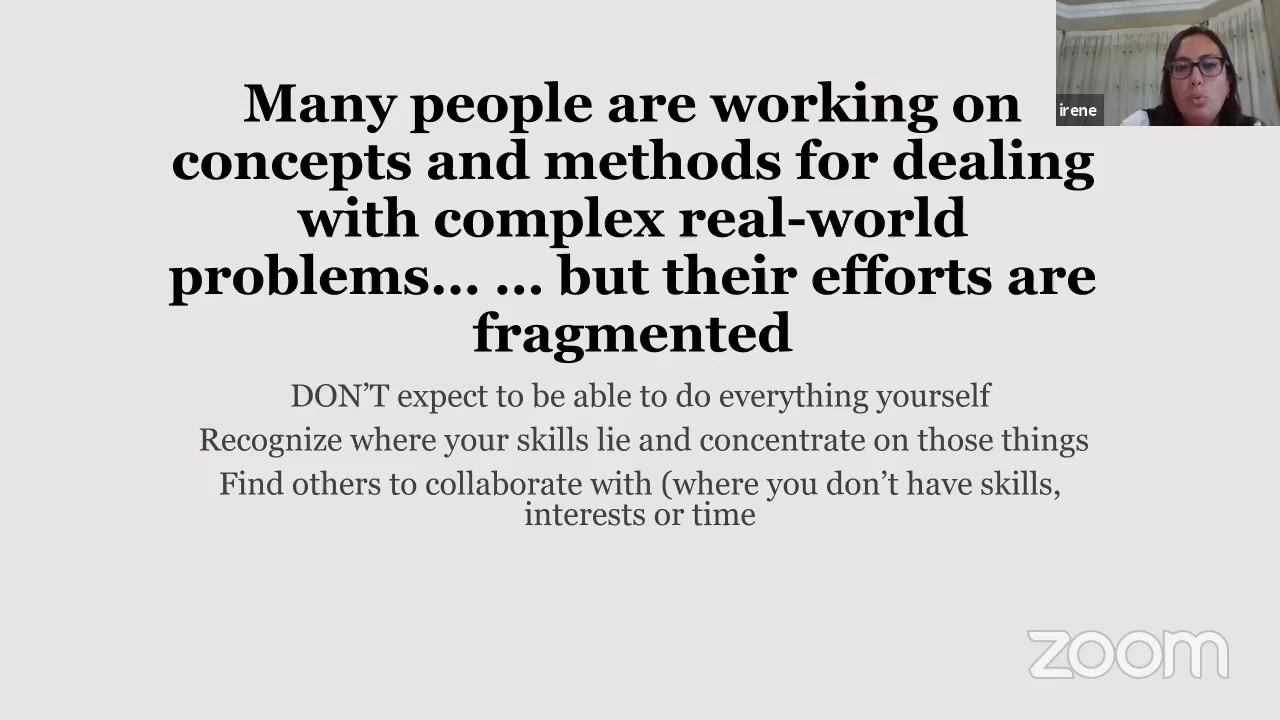 Many people are working on
concepts and methods for dealing
with complex real-world
problems... ... but their efforts are
fragmented
DON’T expect to be able to do everything yourself
Recognize where your skills lie and concentrate on those things
Find others to collaborate with (where you don’t have skills,
interests or time
irene
zoom